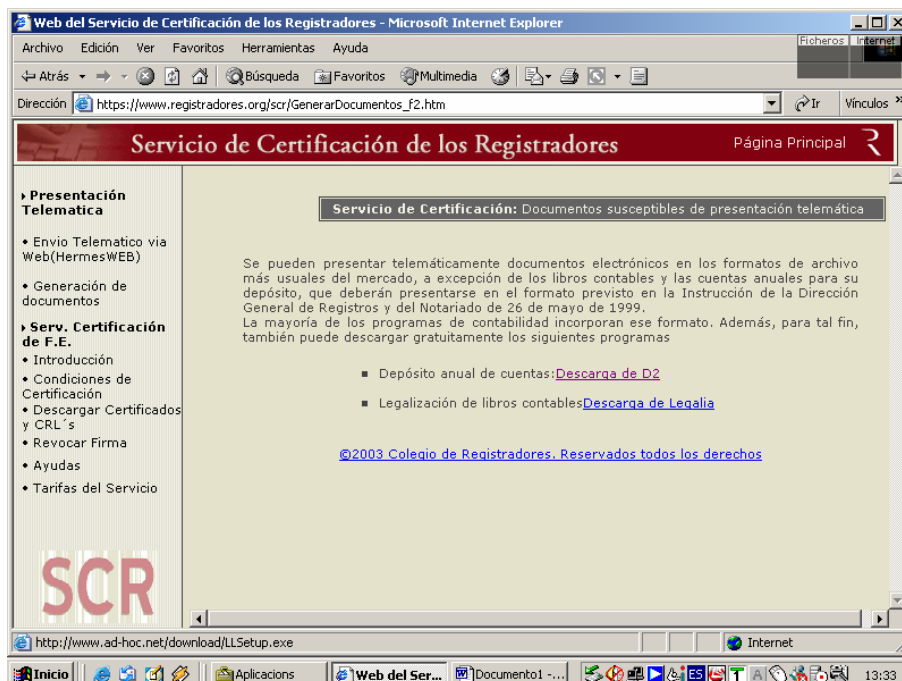 Web del Servicio de Certificación de los Registradores - Microsoft Internet Explorer
Archivo Edición Ver Favoritos Herramientas Ayuda
Ficheros Internet
Atrás Búsqueda Favoritos Multimedia
Dirección https://www.registradores.org/scr/GenerarDocumentos_f2.htm Ir Vínculos »
Servicio de Certificación de los Registradores Página Principal
Presentación
Telematica
• Envio Telematico via
Web(HermesWEB)
• Generación de
documentos
Serv. Certificación
de F.E.
• Introducción
• Condiciones de
Certificación
• Descargar Certificados
y CRL´s
• Revocar Firma
• Ayudas
• Tarifas del Servicio
SCR
Servicio de Certificación: Documentos susceptibles de presentación telemática
Se pueden presentar telemáticamente documentos electrónicos en los formatos de archivo
más usuales del mercado, a excepción de los libros contables y las cuentas anuales para su
depósito, que deberán presentarse en el formato previsto en la Instrucción de la Dirección
General de Registros y del Notariado de 26 de mayo de 1999.
La mayoría de los programas de contabilidad incorporan ese formato. Además, para tal fin,
también puede descargar gratuitamente los siguientes programas
Depósito anual de cuentas:Descarga de D2
Legalización de libros contablesDescarga de Legalia
©2003 Colegio de Registradores. Reservados todos los derechos
http://www.ad-hoc.net/download/LLSetup.exe Internet
Inicio Aplicacions Web del Ser... Documento1 -... ES 13:33